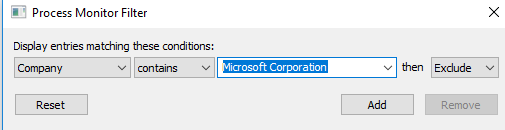 Process Monitor Filter
Display entries matching these conditions:
Company contains Microsoft Corporation then Exclude
Reset Add Remove